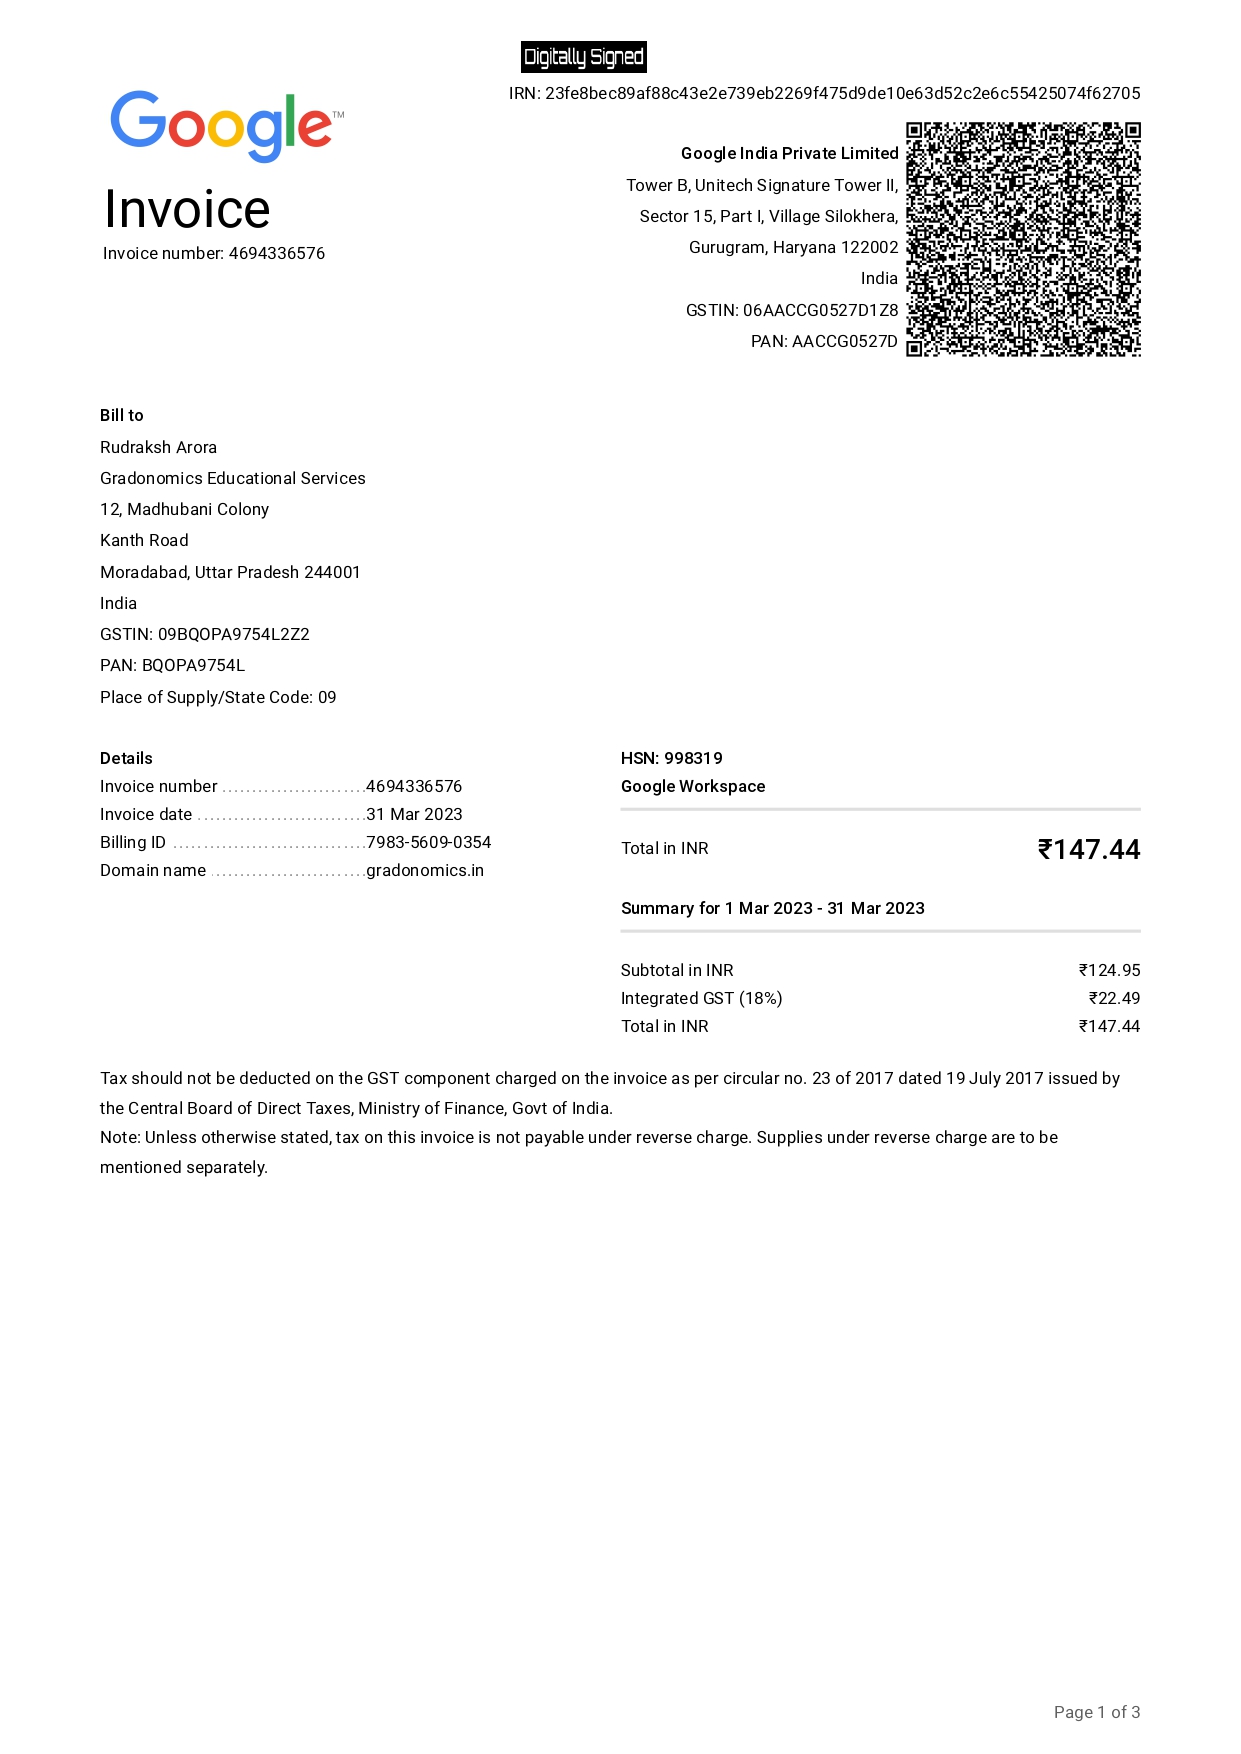 Digitally Signed
IRN: 23fe8bec89af88c43e2e739eb2269f475d9de10e63d52c2e6c55425074f62705
Google™
Invoice
Invoice number: 4694336576
Google India Private Limited
Tower B, Unitech Signature Tower II,
Sector 15, Part I, Village Silokhera,
Gurugram, Haryana 122002
India
GSTIN: 06AACCG0527D1Z8
PAN: AACCG0527D
Bill to
Rudraksh Arora
Gradonomics Educational Services
12, Madhubani Colony
Kanth Road
Moradabad, Uttar Pradesh 244001
India
GSTIN: 09BQOPA9754L2Z2
PAN: BQOPA9754L
Place of Supply/State Code: 09
Details
Invoice number ........................4694336576
Invoice date ............................31 Mar 2023
Billing ID ................................7983-5609-0354
Domain name ..........................gradonomics.in
HSN: 998319
Google Workspace
Total in INR ₹147.44
Summary for 1 Mar 2023 - 31 Mar 2023
Subtotal in INR ₹124.95
Integrated GST (18%) ₹22.49
Total in INR ₹147.44
Tax should not be deducted on the GST component charged on the invoice as per circular no. 23 of 2017 dated 19 July 2017 issued by
the Central Board of Direct Taxes, Ministry of Finance, Govt of India.
Note: Unless otherwise stated, tax on this invoice is not payable under reverse charge. Supplies under reverse charge are to be
mentioned separately.
Page 1 of 3